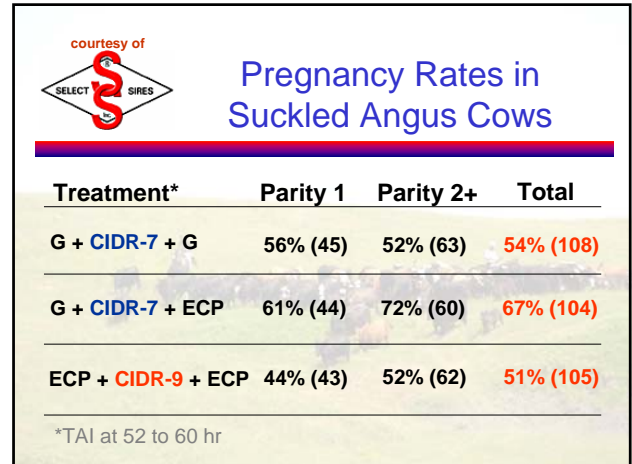 courtesy of
SELECT SIRES
®
Inc.
Pregnancy Rates in
Suckled Angus Cows
Treatment* Parity 1 Parity 2+ Total
G + CIDR-7 + G 56% (45) 52% (63) 54% (108)
G + CIDR-7 + ECP 61% (44) 72% (60) 67% (104)
ECP + CIDR-9 + ECP 44% (43) 52% (62) 51% (105)
*TAI at 52 to 60 hr